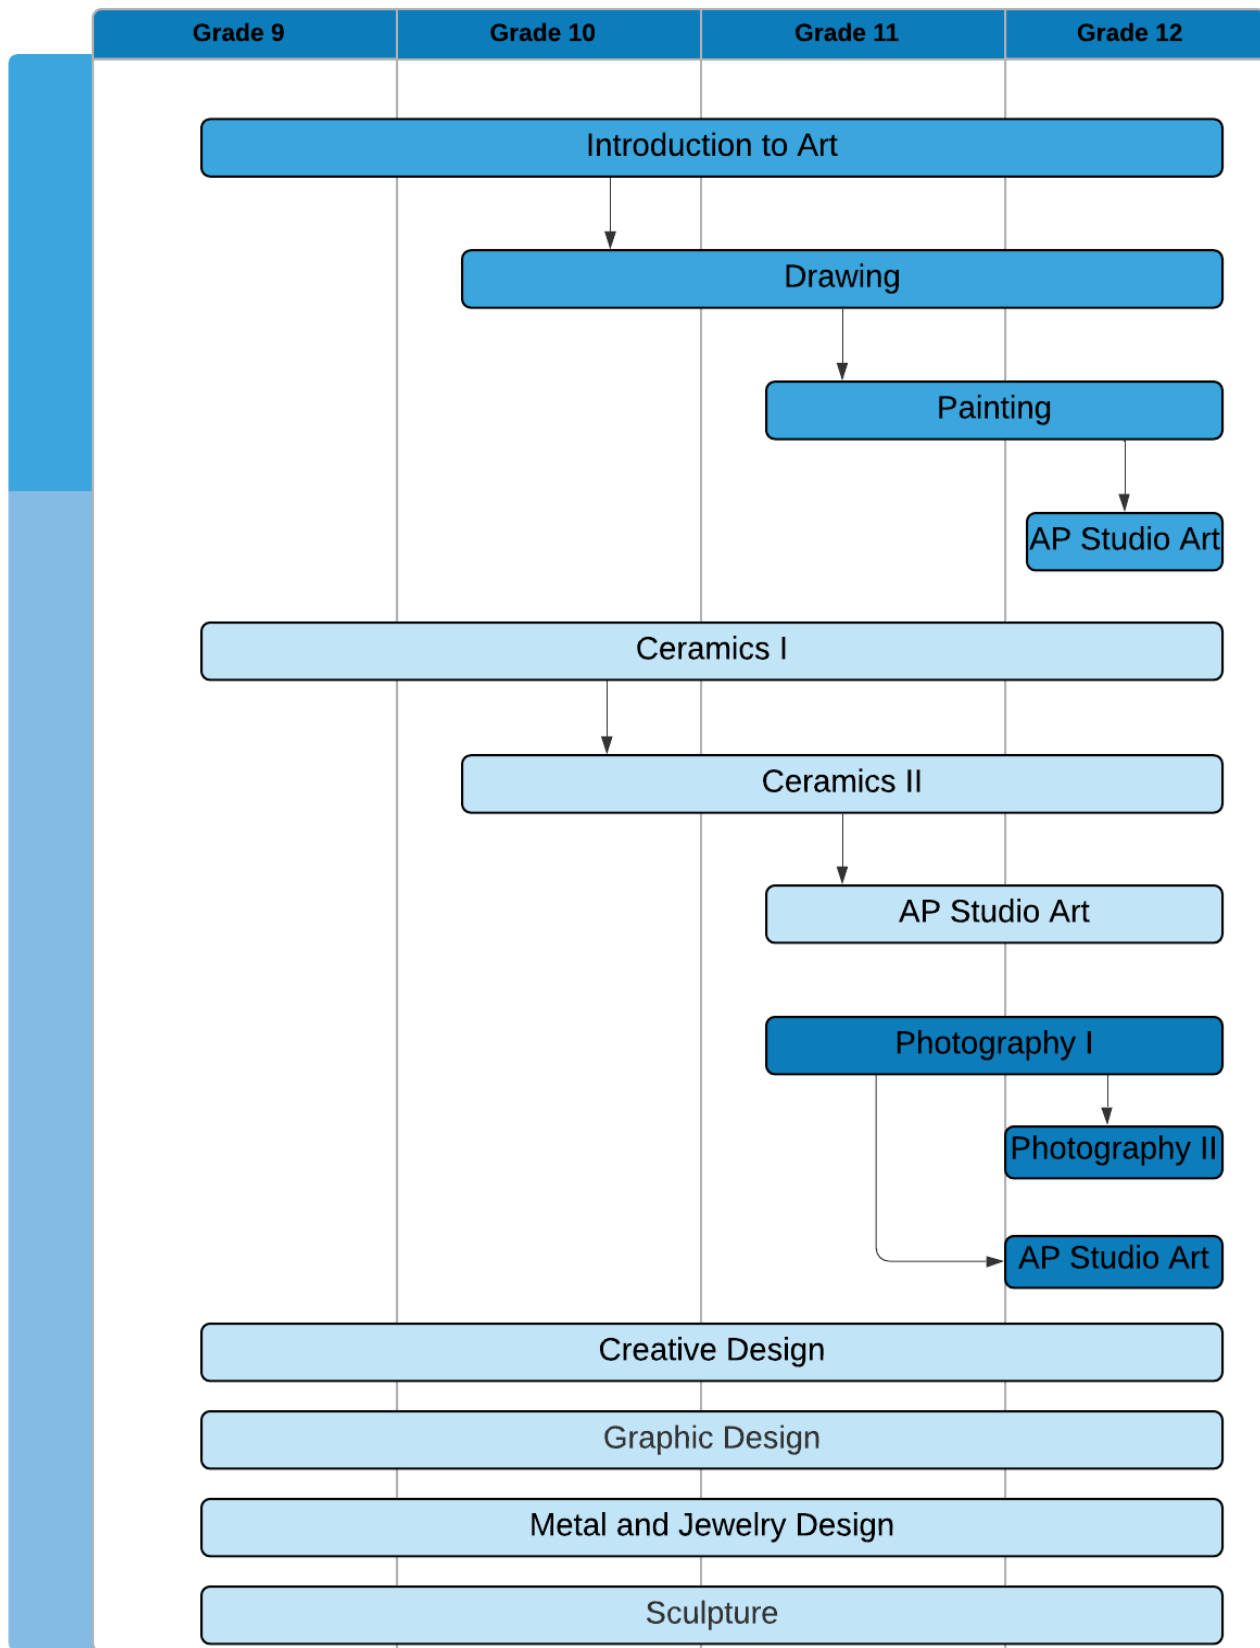 Grade 9
Grade 10
Grade 11
Grade 12
Introduction to Art
Drawing
Painting
AP Studio Art
Ceramics I
Ceramics II
AP Studio Art
Photography I
Photography II
AP Studio Art
Creative Design
Graphic Design
Metal and Jewelry Design
Sculpture